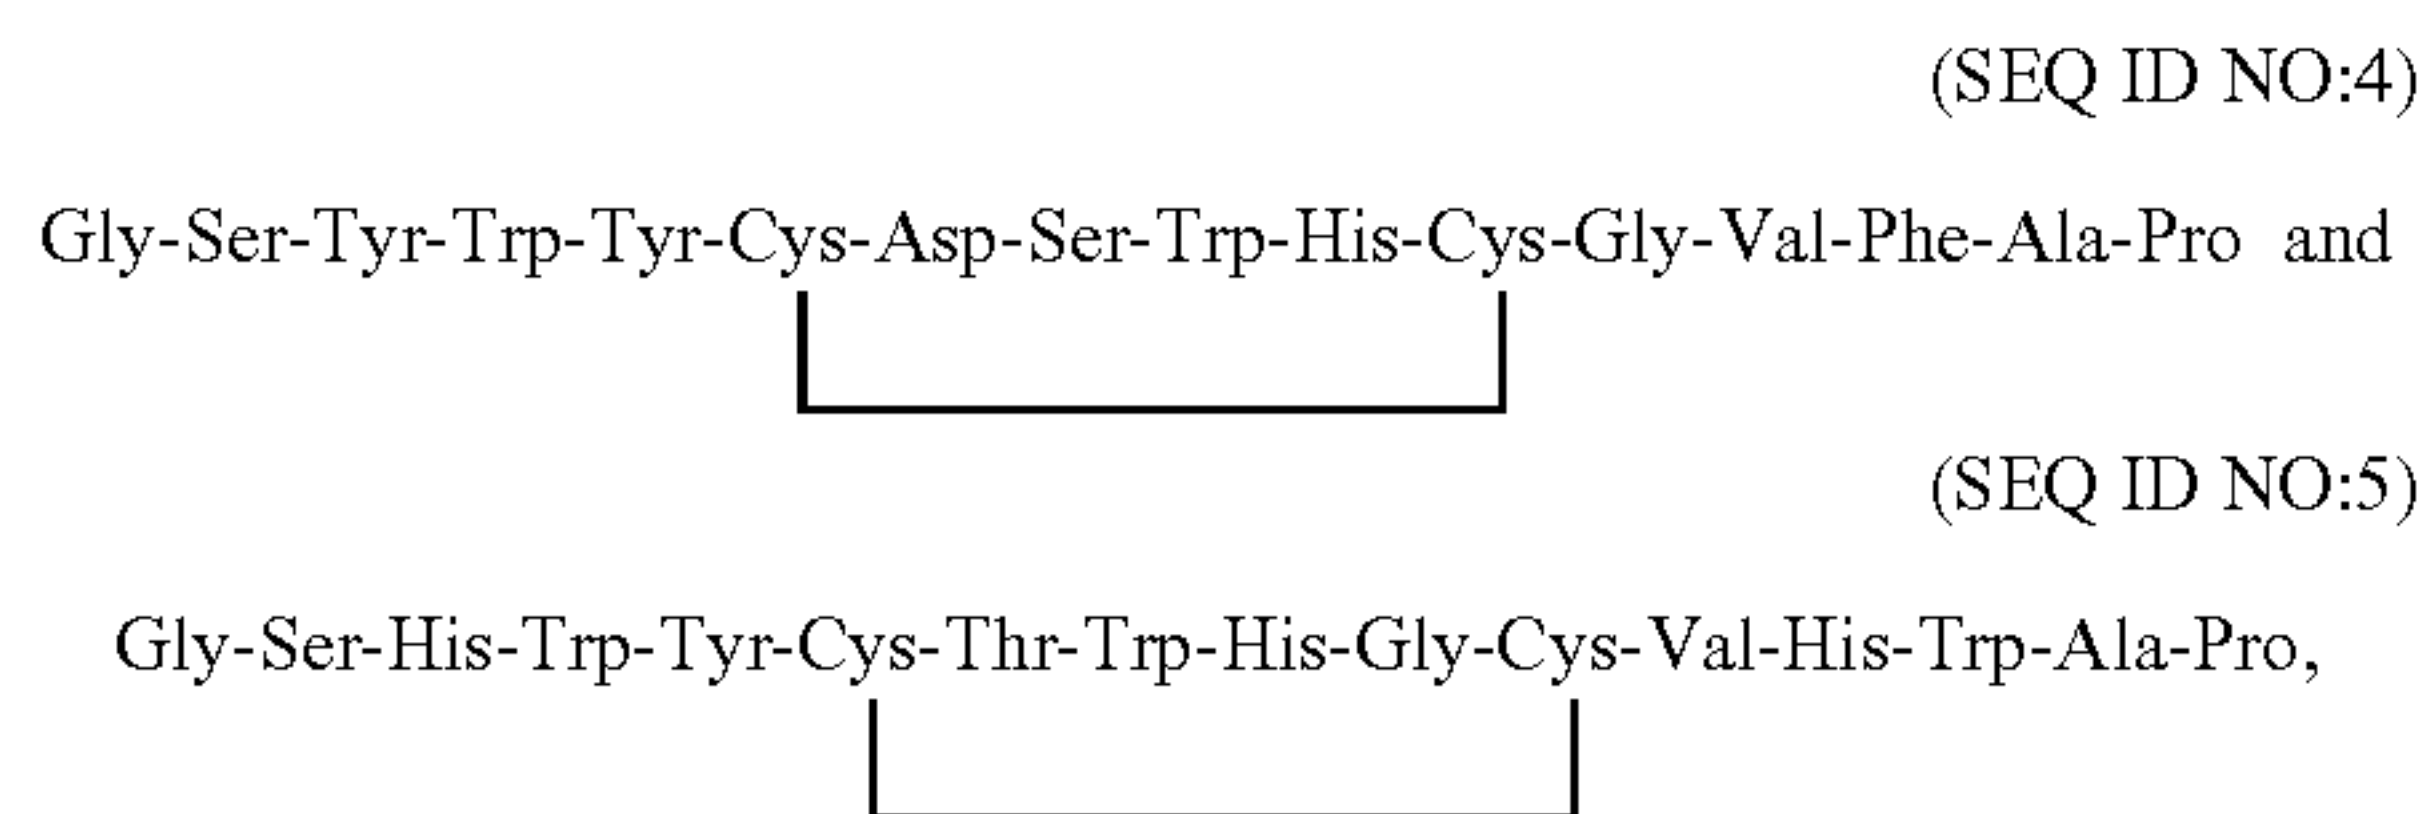 (SEQ ID NO:4)
Gly-Ser-Tyr-Trp-Tyr-Cys-Asp-Ser-Trp-His-Cys-Gly-Val-Phe-Ala-Pro and
(SEQ ID NO:5)
Gly-Ser-His-Trp-Tyr-Cys-Thr-Trp-His-Gly-Cys-Val-His-Trp-Ala-Pro,